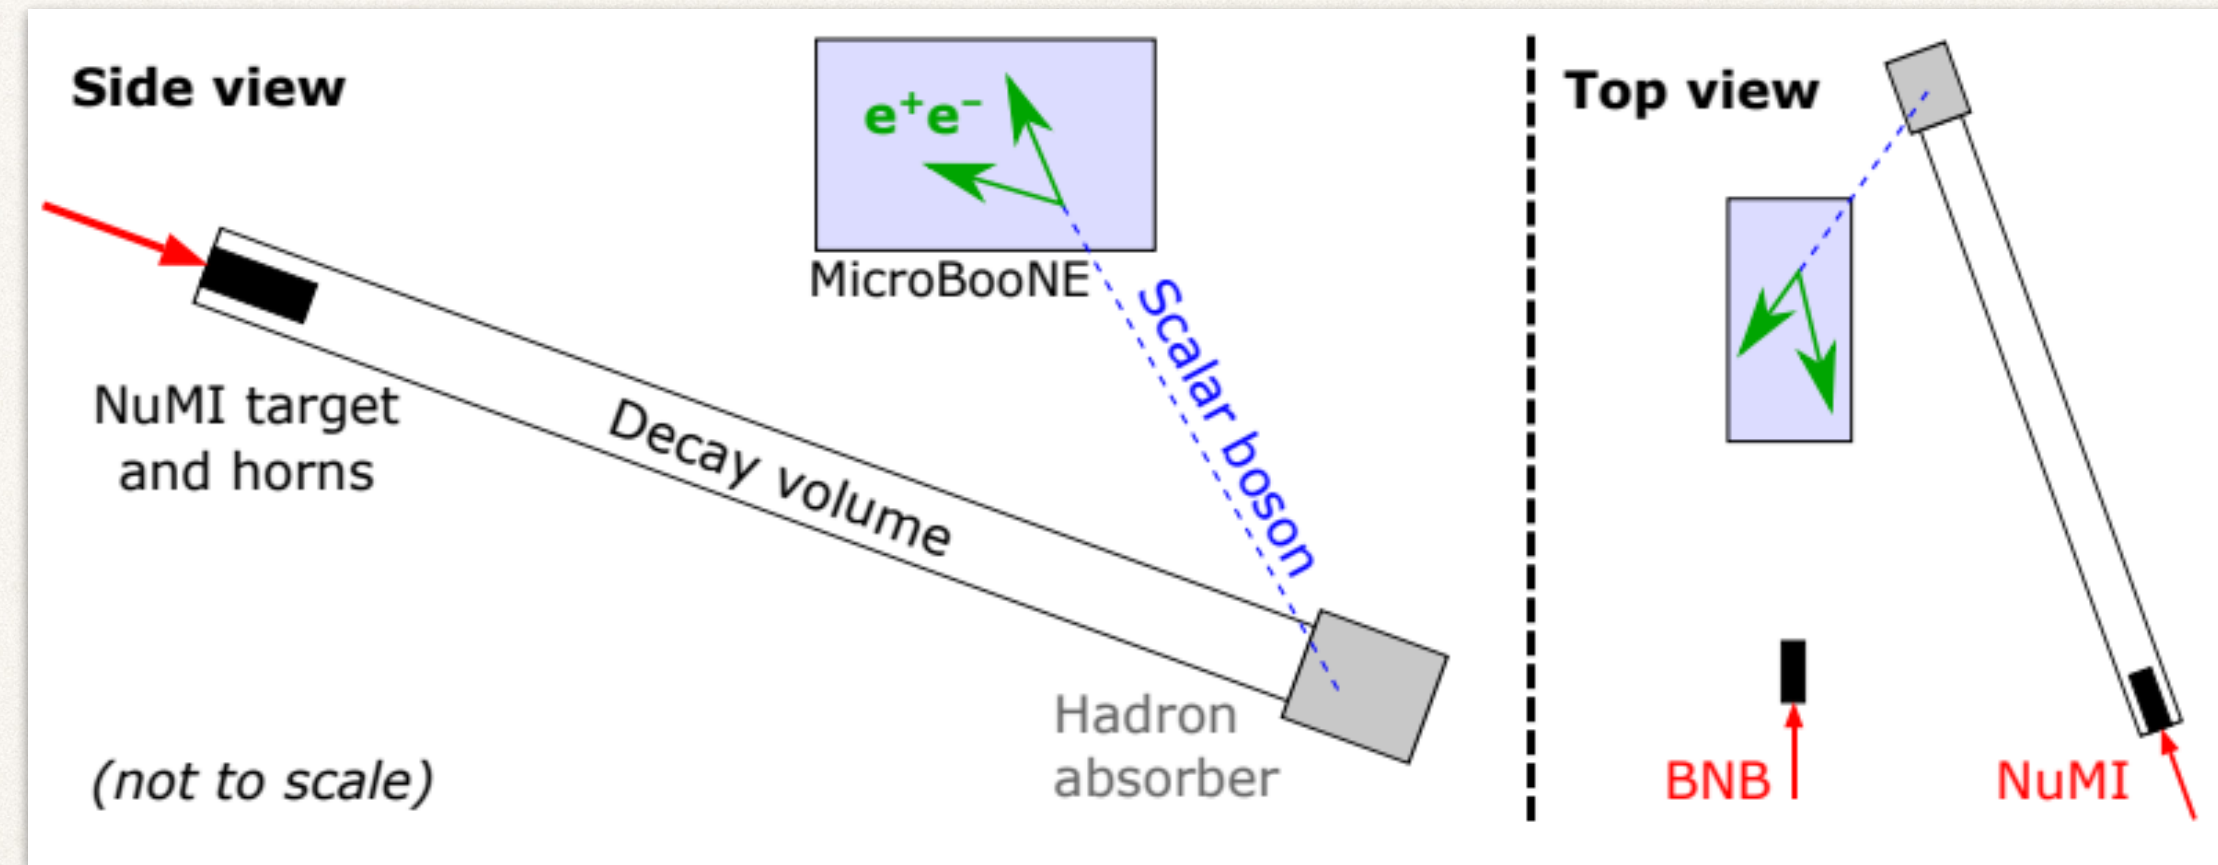 Side view
e⁺e⁻
MicroBooNE
Scalar boson
NuMI target
and horns
Decay volume
Hadron
absorber
(not to scale)
Top view
BNB
NuMI